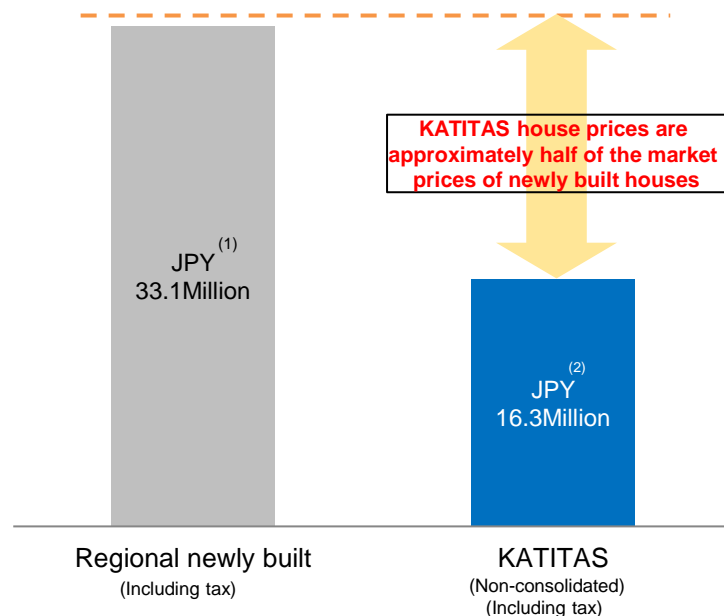 KATITAS house prices are
approximately half of the market
prices of newly built houses
JPY (1)
33.1Million
JPY (2)
16.3Million
Regional newly built
(Including tax)
KATITAS
(Non-consolidated)
(Including tax)